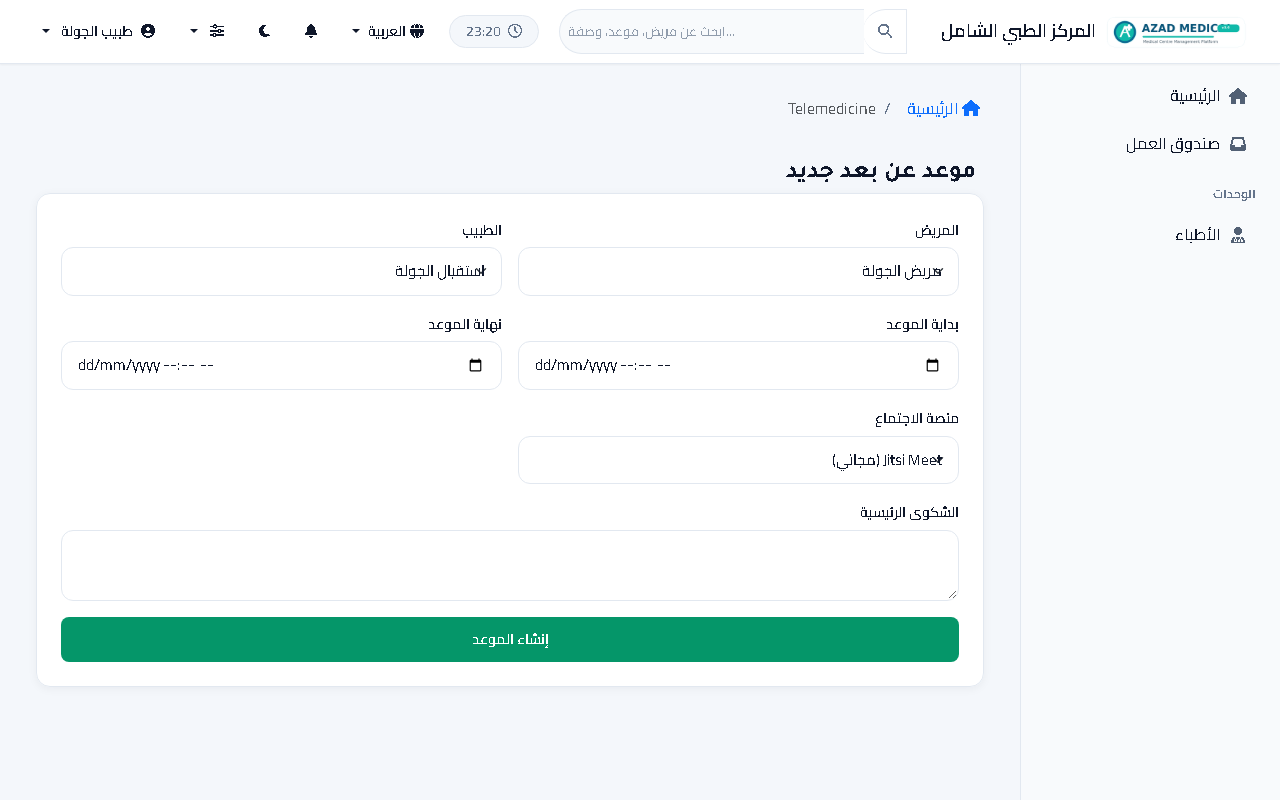 AZAD MEDIC
Medical Centre Management Platform
المركز الطبي الشامل
ابحث عن مريض، موعد، وصفة...
23:20
العربية
طبيب الجولة
الرئيسية
صندوق العمل
الوحدات
الأطباء
الرئيسية / Telemedicine
موعد عن بعد جديد
المريض
مريض الجولة
الطبيب
استقبال الجولة
بداية الموعد
dd/mm/yyyy --:-- --
نهاية الموعد
dd/mm/yyyy --:-- --
منصة الاجتماع
Jitsi Meet (مجاني)
الشكوى الرئيسية
إنشاء الموعد